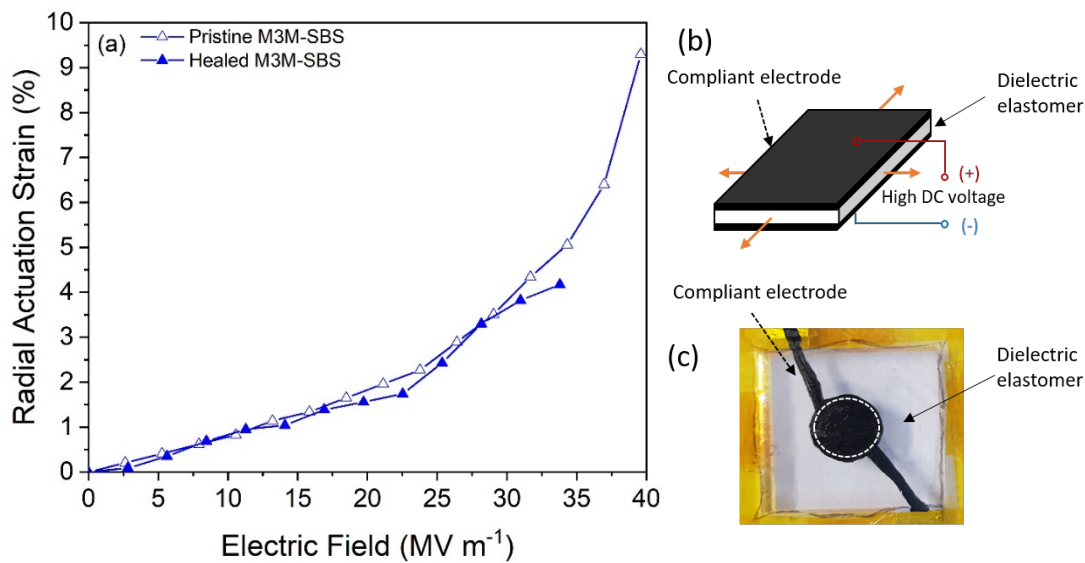 (a)
Pristine M3M-SBS
Healed M3M-SBS
10
9
8
7
6
5
4
3
2
1
0
Radial Actuation Strain (%)
0
5
10
15
20
25
30
35
40
Electric Field (MV m⁻¹)
(b)
Compliant electrode
Dielectric
elastomer
(+)
High DC voltage
(-)
Compliant electrode
(c)
Dielectric
elastomer